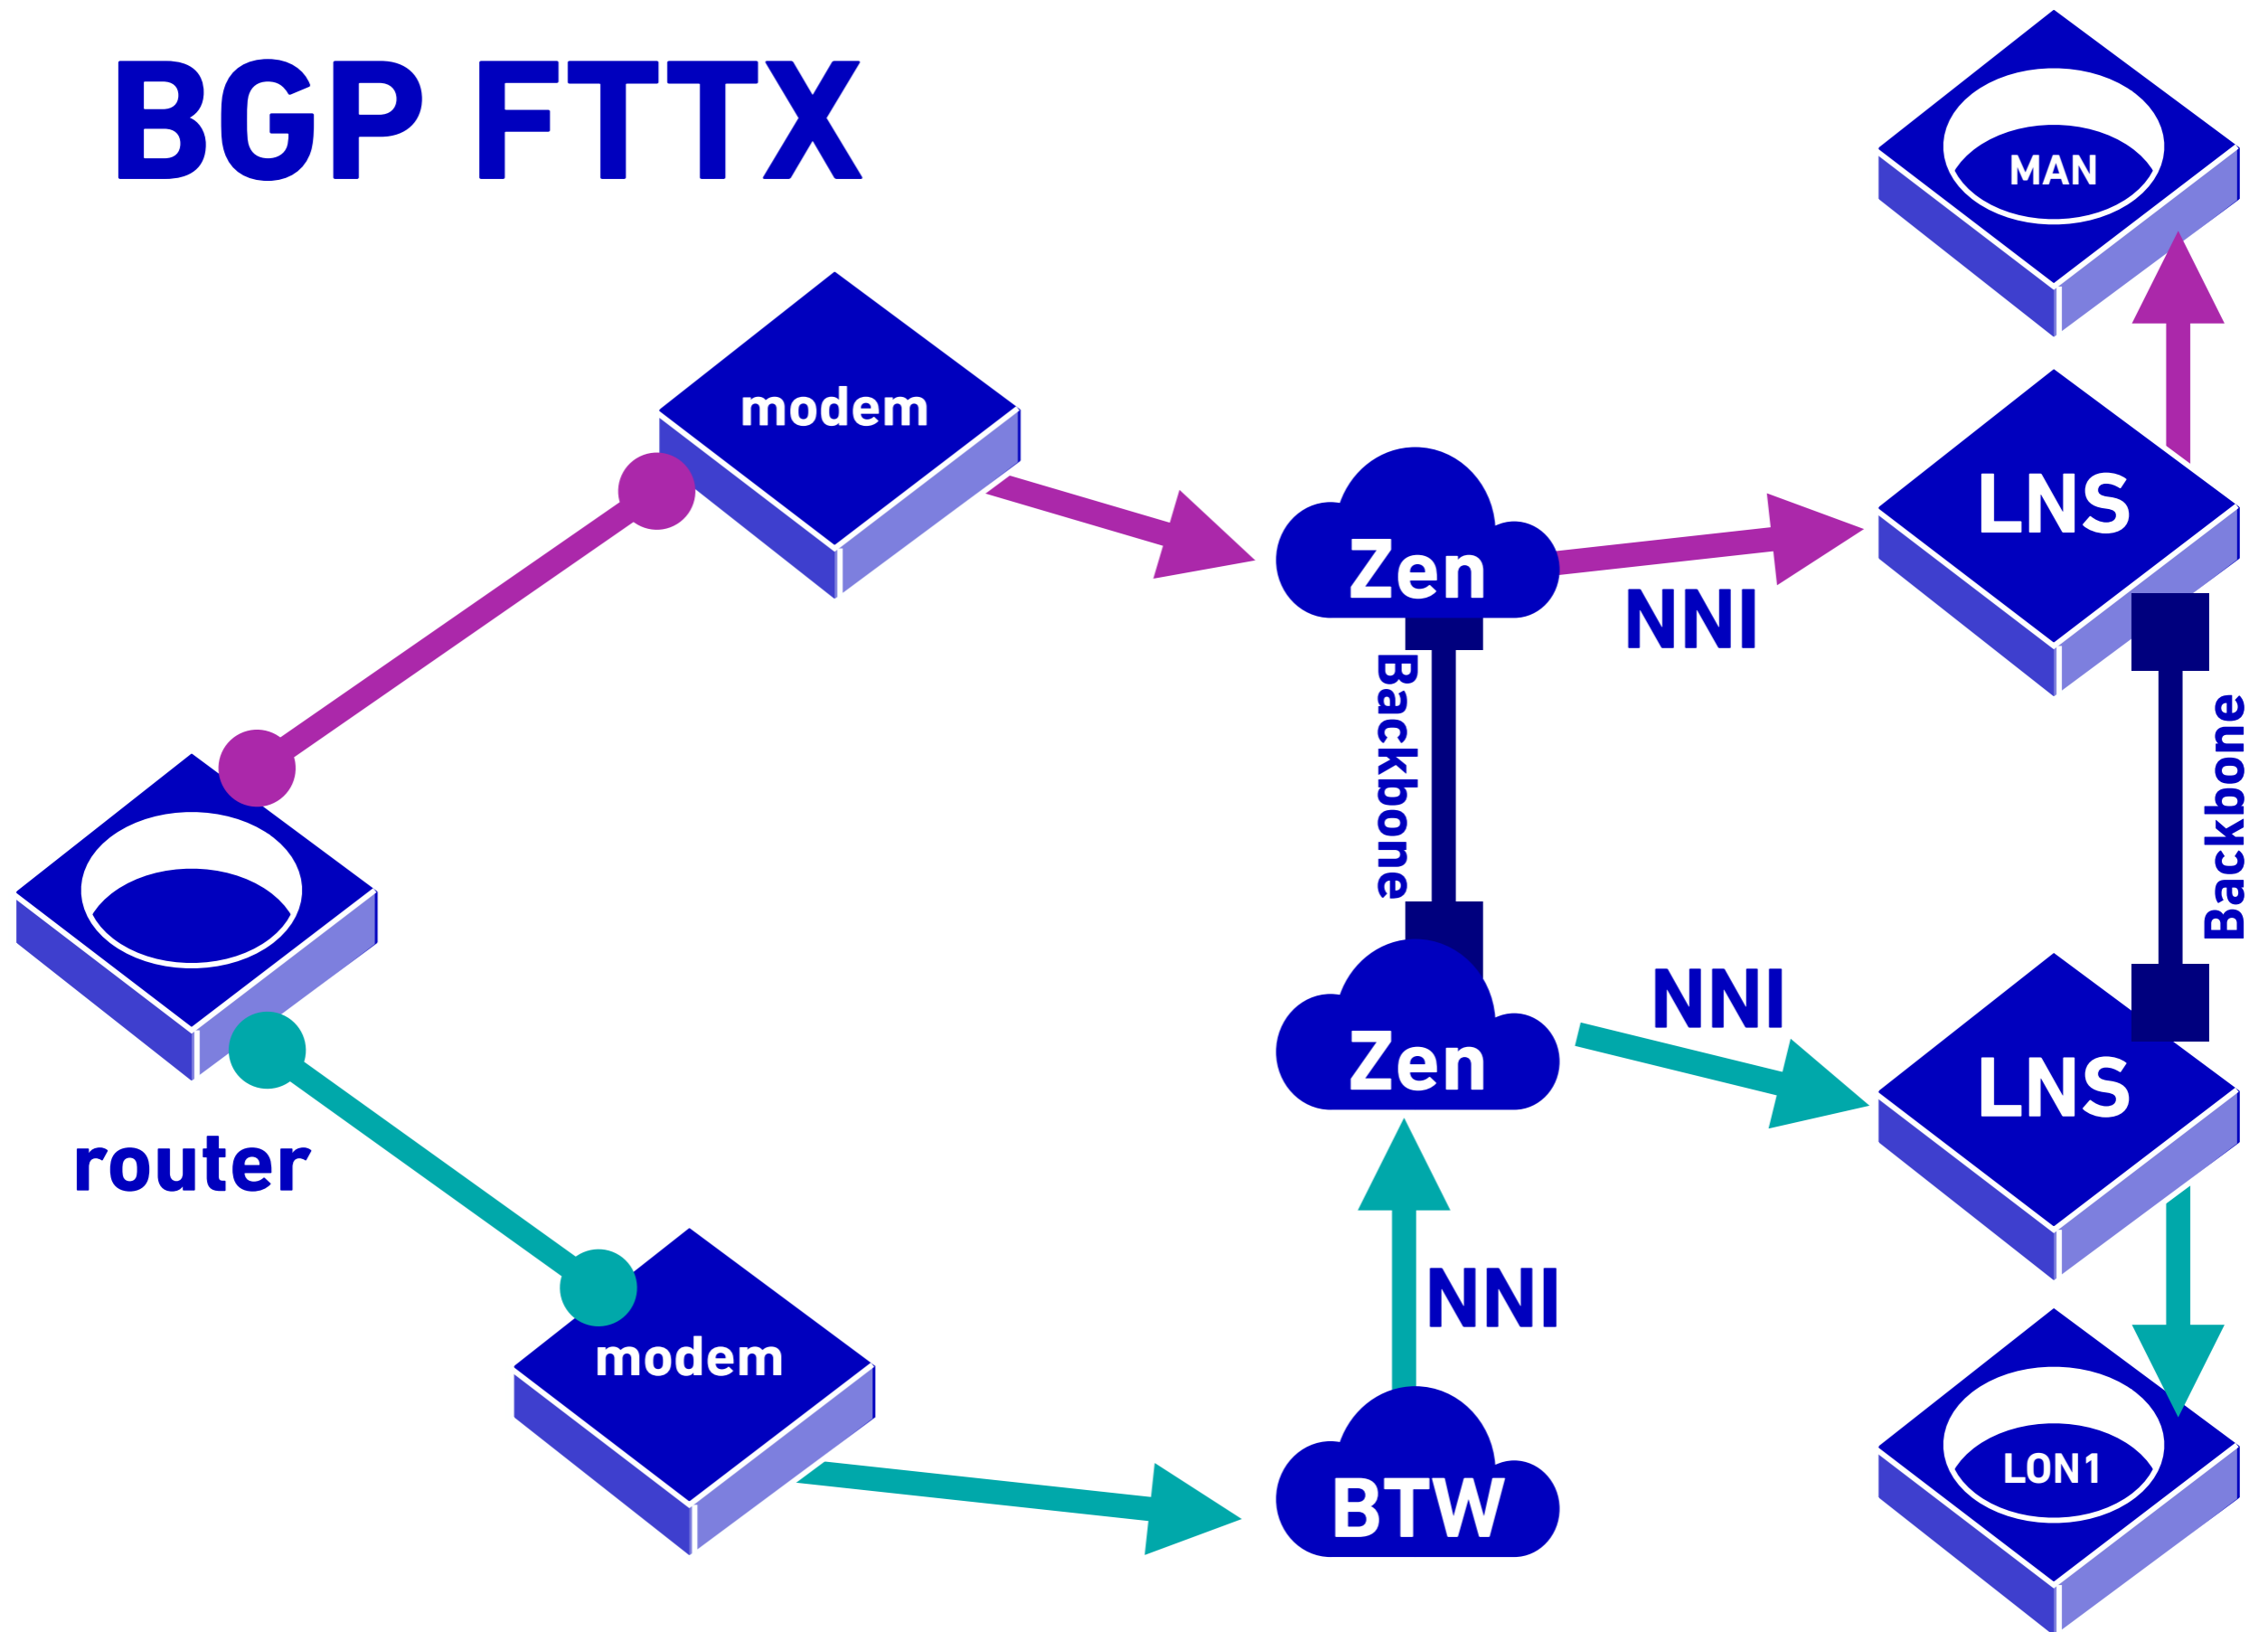 BGP FTTX
MAN
modem
LNS
Zen
NNI
Backbone
Backbone
router
Zen
NNI
LNS
NNI
modem
BTW
LON1